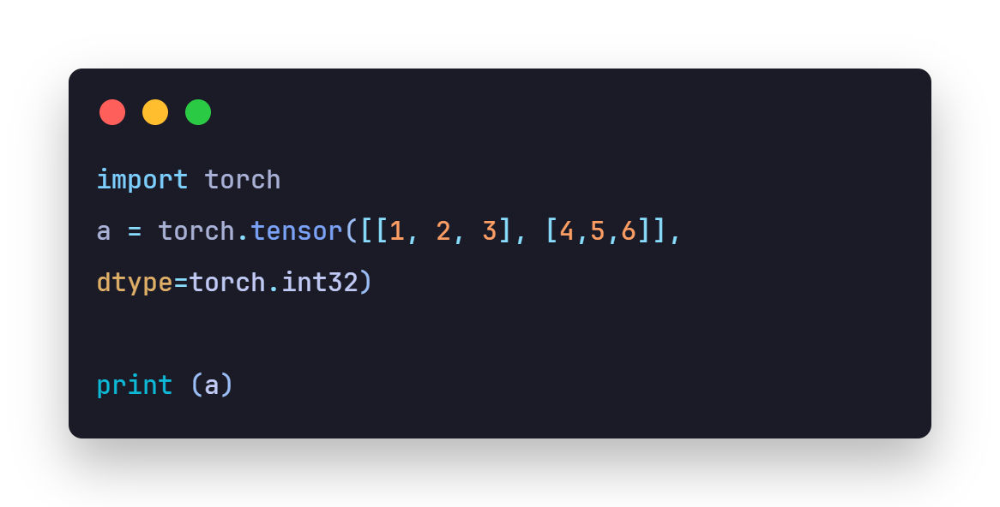 import torch
a = torch.tensor([[1, 2, 3], [4,5,6]],
dtype=torch.int32)
print (a)